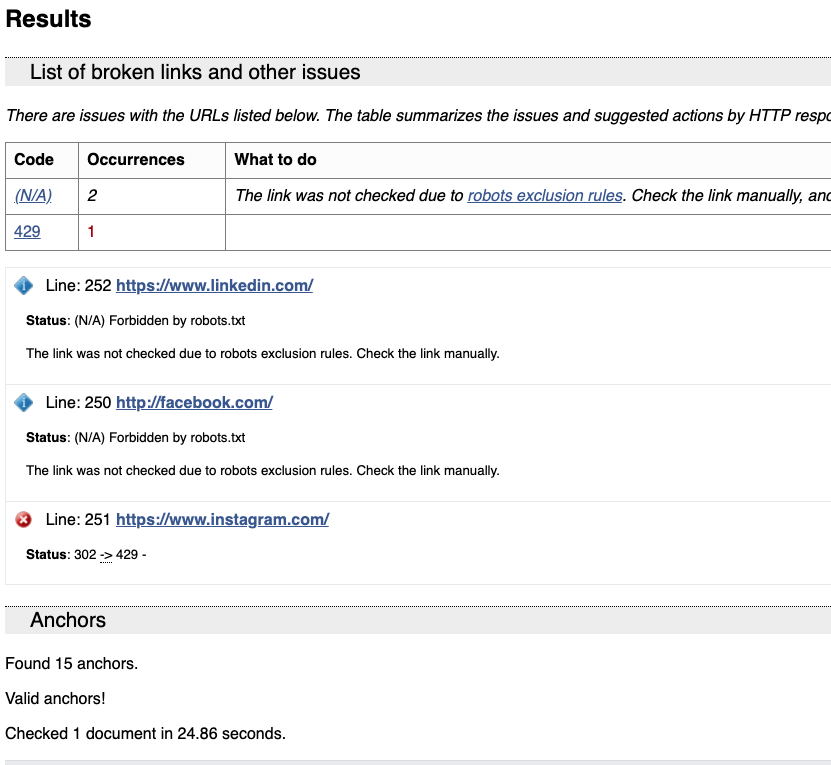 Results
List of broken links and other issues
There are issues with the URLs listed below. The table summarizes the issues and suggested actions by HTTP
Code Occurrences What to do
(N/A) 2 The link was not checked due to robots exclusion rules. Check the link manually,
429 1
Line: 252 https://www.linkedin.com/
Status: (N/A) Forbidden by robots.txt
The link was not checked due to robots exclusion rules. Check the link manually.
Line: 250 http://facebook.com/
Status: (N/A) Forbidden by robots.txt
The link was not checked due to robots exclusion rules. Check the link manually.
Line: 251 https://www.instagram.com/
Status: 302 -> 429 -
Anchors
Found 15 anchors.
Valid anchors!
Checked 1 document in 24.86 seconds.